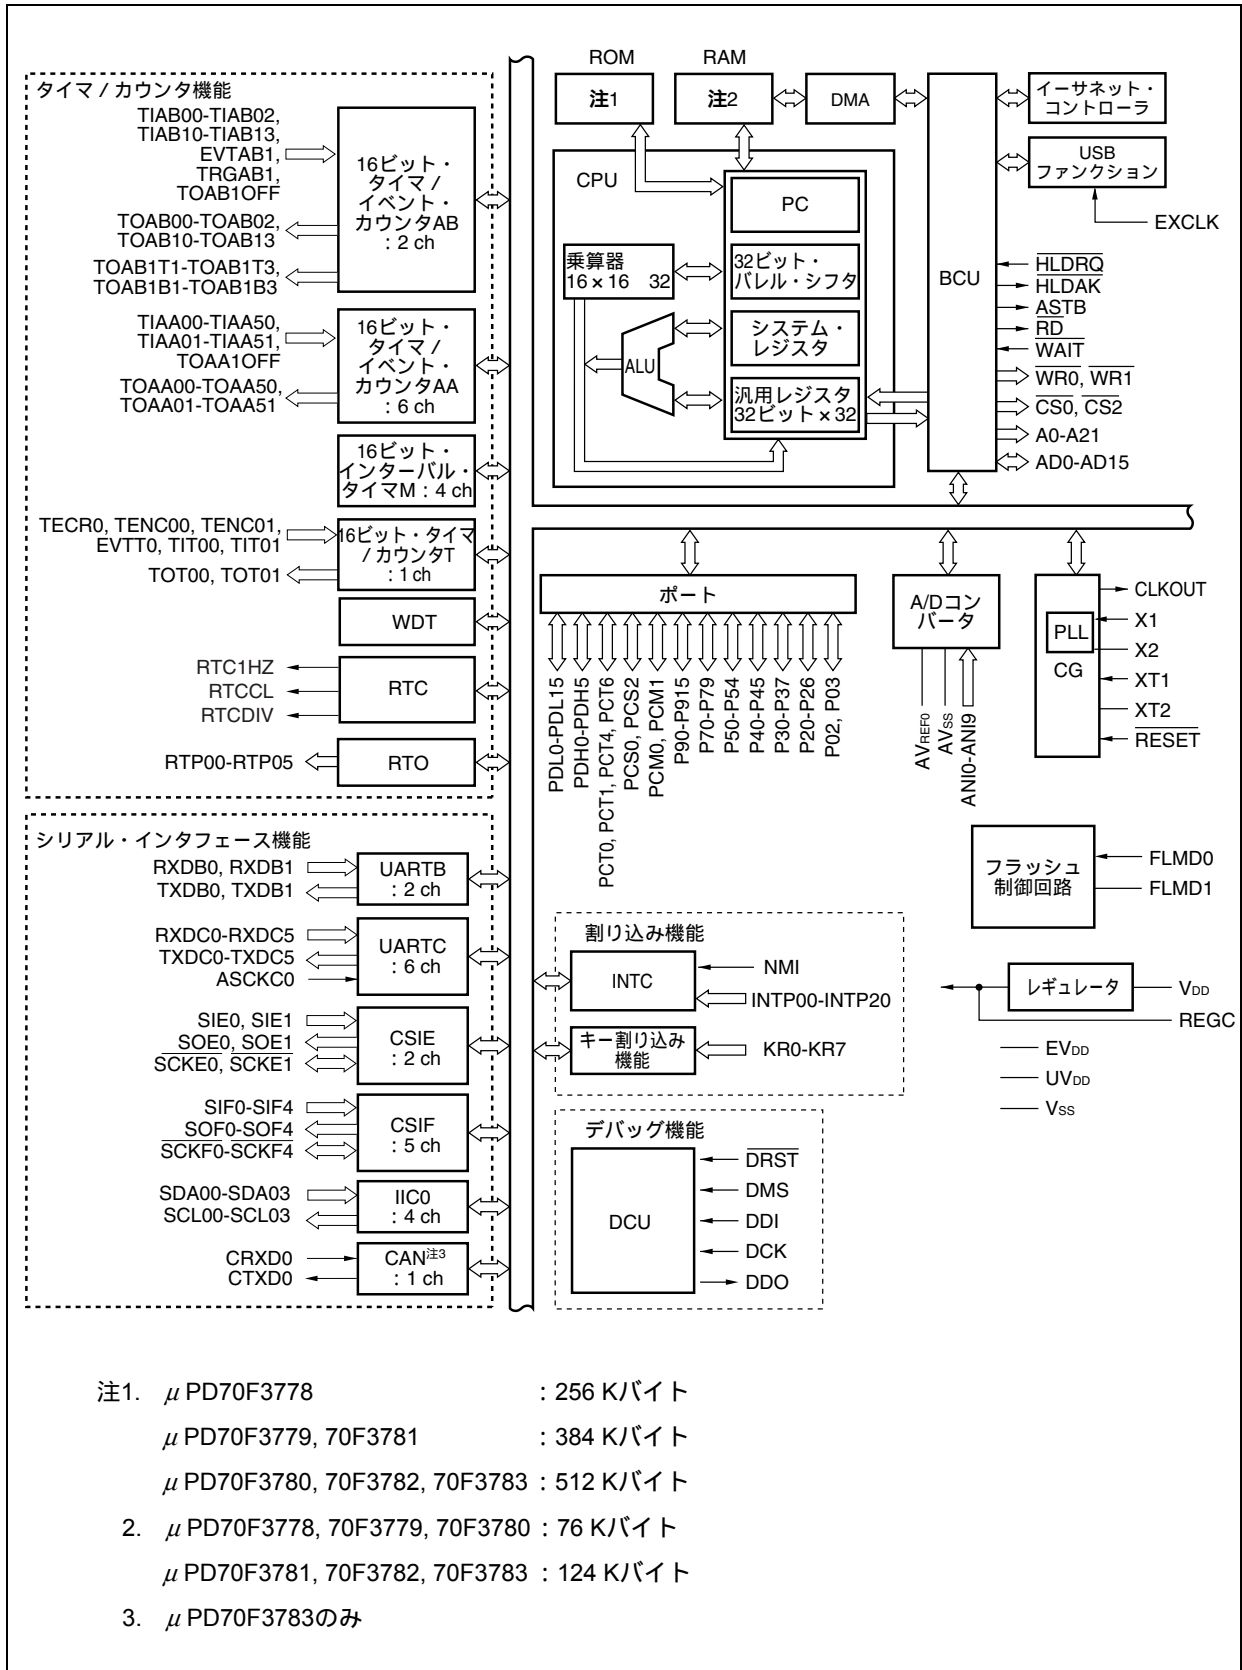 タイマ / カウンタ機能
TIAB00-TIAB02,
TIAB10-TIAB13,
EVTAB1,
TRGAB1,
TOAB1OFF
TOAB00-TOAB02,
TOAB10-TOAB13
TOAB1T1-TOAB1T3,
TOAB1B1-TOAB1B3
16ビット・
タイマ /
イベント・
カウンタAB
: 2 ch
TIAA00-TIAA50,
TIAA01-TIAA51,
TOAA1OFF
TOAA00-TOAA50,
TOAA01-TOAA51
16ビット・
タイマ /
イベント・
カウンタAA
: 6 ch
16ビット・
インターバル・
タイマM : 4 ch
TECR0, TENC00, TENC01,
EVTT0, TIT00, TIT01
TOT00, TOT01
16ビット・タイマ
/ カウンタT
: 1 ch
WDT
RTC1HZ
RTCCL
RTCDIV
RTC
RTP00-RTP05
RTO
シリアル・インタフェース機能
RXDB0, RXDB1
TXDB0, TXDB1
UARTB
: 2 ch
RXDC0-RXDC5
TXDC0-TXDC5
ASCKC0
UARTC
: 6 ch
SIE0, SIE1
SOE0, SOE1
SCKE0, SCKE1
CSIE
: 2 ch
SIF0-SIF4
SOF0-SOF4
SCKF0-SCKF4
CSIF
: 5 ch
SDA00-SDA03
SCL00-SCL03
IIC0
: 4 ch
CRXD0
CTXD0
CAN注3
: 1 ch
ROM
注1
RAM
注2
DMA
CPU
PC
乗算器
16×16 32
32ビット・
バレル・シフタ
ALU
システム・
レジスタ
汎用レジスタ
32ビット×32
BCU
イーサネット・
コントローラ
USB
ファンクション
EXCLK
HLDRQ
HLDAK
ASTB
RD
WAIT
WR0, WR1
CS0, CS2
A0-A21
AD0-AD15
ポート
PDL0-PDL15
PDH0-PDH5
PCT0, PCT1, PCT4, PCT6
PCS0, PCS2
PCM0, PCM1
P90-P915
P70-P79
P50-P54
P40-P45
P30-P37
P20-P26
P02, P03
A/Dコン
バータ
AVREF0
AVSS
ANI0-ANI9
PLL
CG
CLKOUT
X1
X2
XT1
XT2
RESET
フラッシュ
制御回路
FLMD0
FLMD1
レギュレータ
VDD
REGC
EVDD
UVDD
VSS
割り込み機能
INTC
NMI
INTP00-INTP20
キー割り込み
機能
KR0-KR7
デバッグ機能
DCU
DRST
DMS
DDI
DCK
DDO
注1. μPD70F3778 : 256 Kバイト
μPD70F3779, 70F3781 : 384 Kバイト
μPD70F3780, 70F3782, 70F3783 : 512 Kバイト
2. μPD70F3778, 70F3779, 70F3780 : 76 Kバイト
μPD70F3781, 70F3782, 70F3783 : 124 Kバイト
3. μPD70F3783のみ